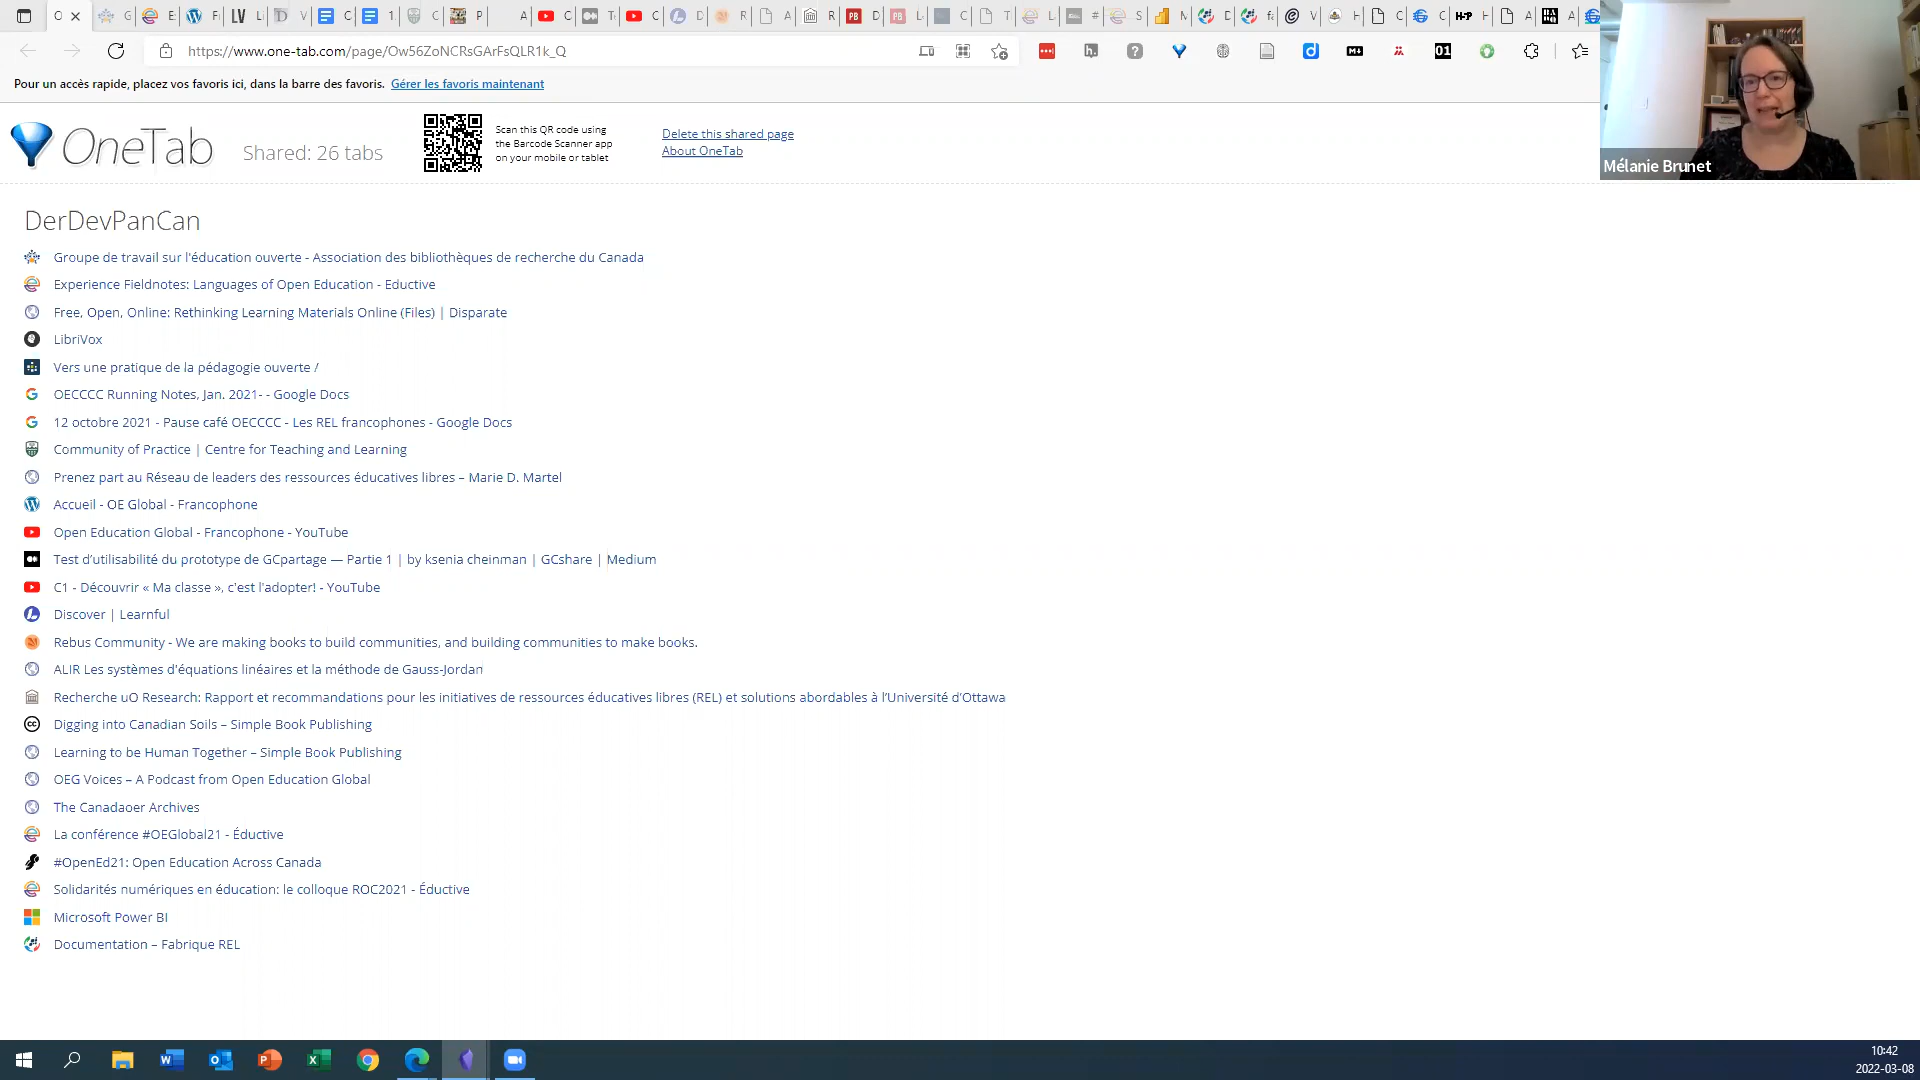 https://www.one-tab.com/page/Ow56ZoNCRsGArFsQLR1k_Q
Pour un accès rapide, placez vos favoris ici, dans la barre des favoris. Gérer les favoris maintenant
OneTab
Shared: 26 tabs
Scan this QR code using
the Barcode Scanner app
on your mobile or tablet
Delete this shared page
About OneTab
Mélanie Brunet
DerDevPanCan
Groupe de travail sur l'éducation ouverte - Association des bibliothèques de recherche du Canada
Experience Fieldnotes: Languages of Open Education - Eductive
Free, Open, Online: Rethinking Learning Materials Online (Files) | Disparate
LibriVox
Vers une pratique de la pédagogie ouverte /
OECCCC Running Notes, Jan. 2021- - Google Docs
12 octobre 2021 - Pause café OECCCC - Les REL francophones - Google Docs
Community of Practice | Centre for Teaching and Learning
Prenez part au Réseau de leaders des ressources éducatives libres – Marie D. Martel
Accueil - OE Global - Francophone
Open Education Global - Francophone - YouTube
Test d’utilisabilité du prototype de GCpartage — Partie 1 | by ksenia cheinman | GCshare | Medium
C1 - Découvrir « Ma classe », c'est l'adopter! - YouTube
Discover | Learnful
Rebus Community - We are making books to build communities, and building communities to make books.
ALIR Les systèmes d'équations linéaires et la méthode de Gauss-Jordan
Recherche uO Research: Rapport et recommandations pour les initiatives de ressources éducatives libres (REL) et solutions abordables à l’Université d’Ottawa
Digging into Canadian Soils – Simple Book Publishing
Learning to be Human Together – Simple Book Publishing
OEG Voices – A Podcast from Open Education Global
The Canadaoer Archives
La conférence #OEGlobal21 - Éductive
#OpenEd21: Open Education Across Canada
Solidarités numériques en éducation: le colloque ROC2021 - Éductive
Microsoft Power BI
Documentation – Fabrique REL
10:42
2022-03-08